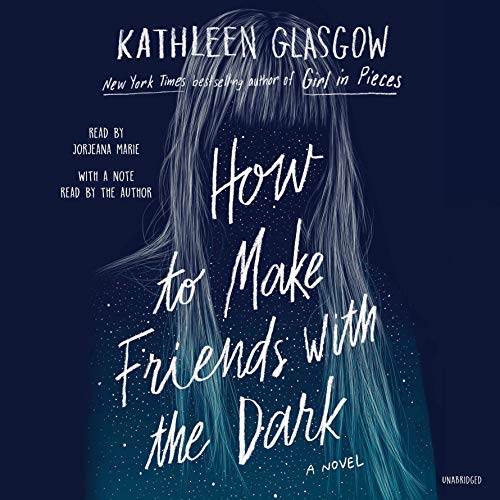 KATHLEEN GLASGOW
New York Times bestselling author of Girl in Pieces
READ BY
JORJEANA MARIE
WITH A NOTE
READ BY THE AUTHOR
How
to Make
Friends with
the Dark
A NOVEL
UNABRIDGED